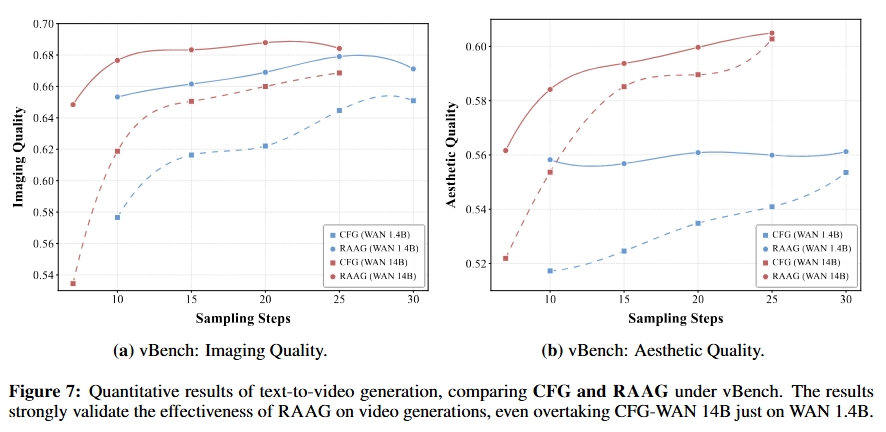 0.70
0.68
0.66
0.64
0.62
0.60
0.58
0.56
0.54
Imaging Quality
10 15 20 25 30
Sampling Steps
CFG (WAN 1.4B)
RAAG (WAN 1.4B)
CFG (WAN 14B)
RAAG (WAN 14B)
(a) vBench: Imaging Quality.
0.60
0.58
0.56
0.54
0.52
Aesthetic Quality
10 15 20 25 30
Sampling Steps
CFG (WAN 1.4B)
RAAG (WAN 1.4B)
CFG (WAN 14B)
RAAG (WAN 14B)
(b) vBench: Aesthetic Quality.
Figure 7: Quantitative results of text-to-video generation, comparing CFG and RAAG under vBench. The results
strongly validate the effectiveness of RAAG on video generations, even overtaking CFG-WAN 14B just on WAN 1.4B.